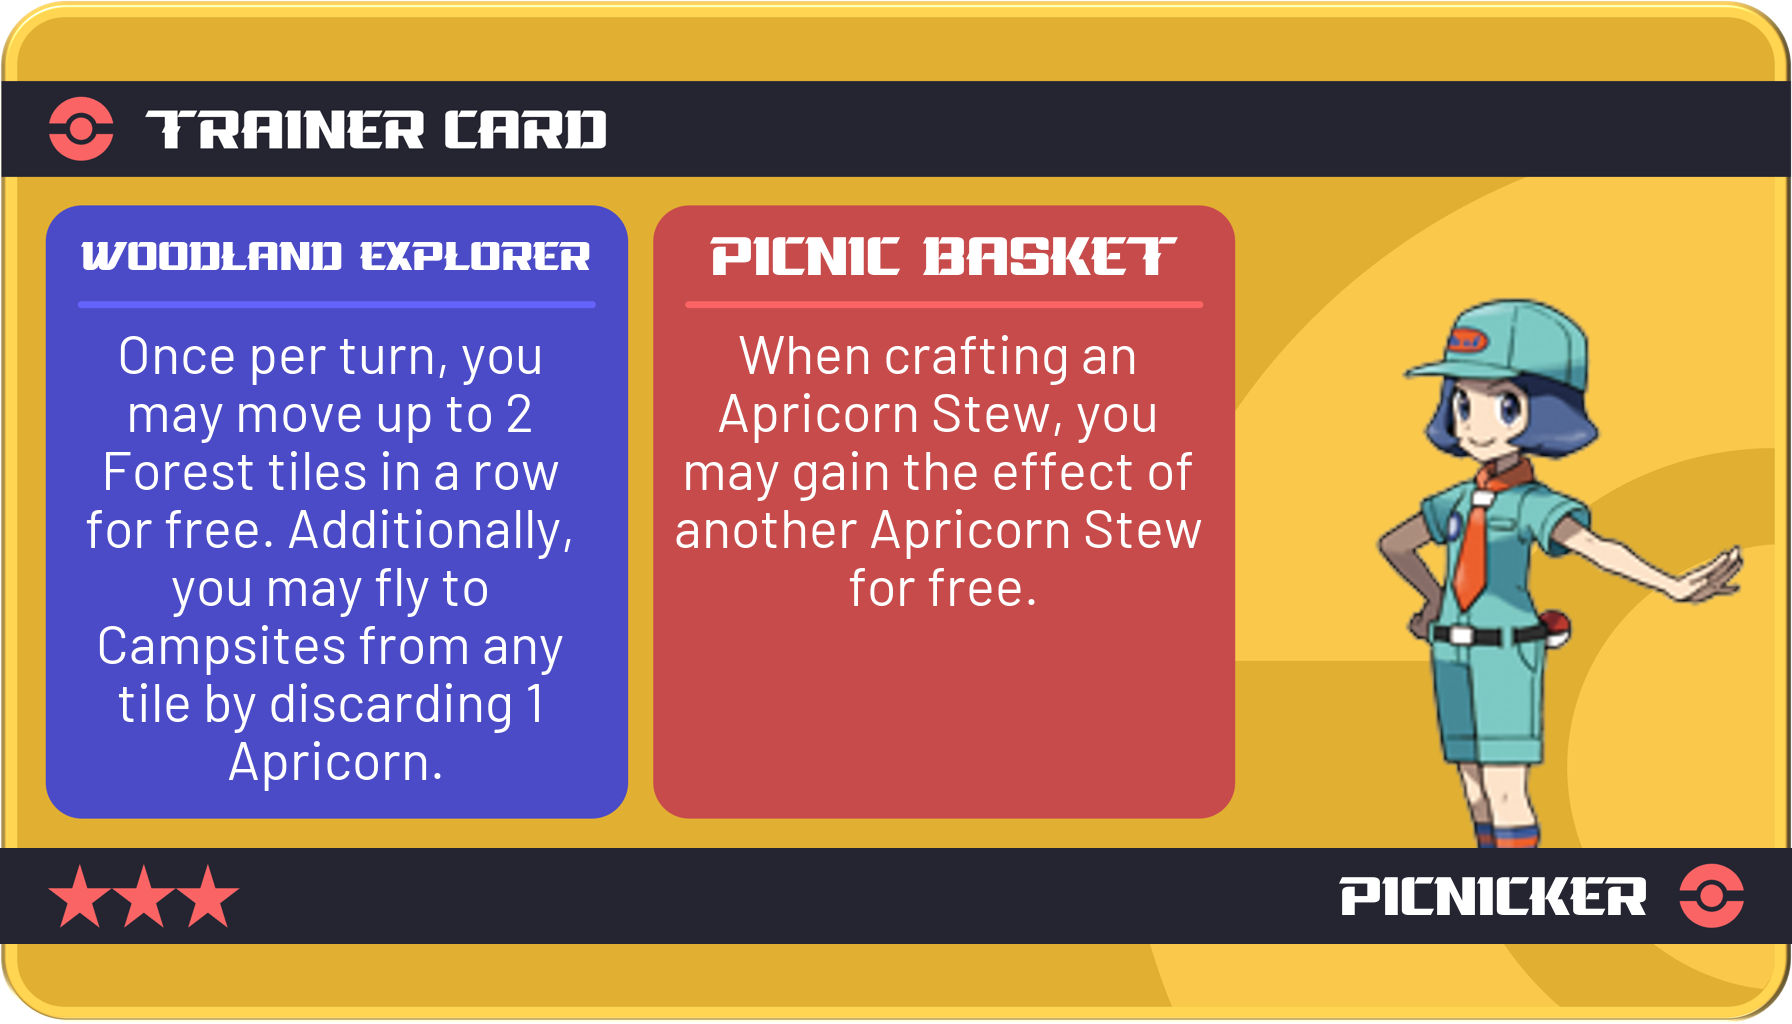 TRAINER CARD
WOODLAND EXPLORER
Once per turn, you
may move up to 2
Forest tiles in a row
for free. Additionally,
you may fly to
Campsites from any
tile by discarding 1
Apricorn.
PICNIC BASKET
When crafting an
Apricorn Stew, you
may gain the effect of
another Apricorn Stew
for free.
PICNICKER